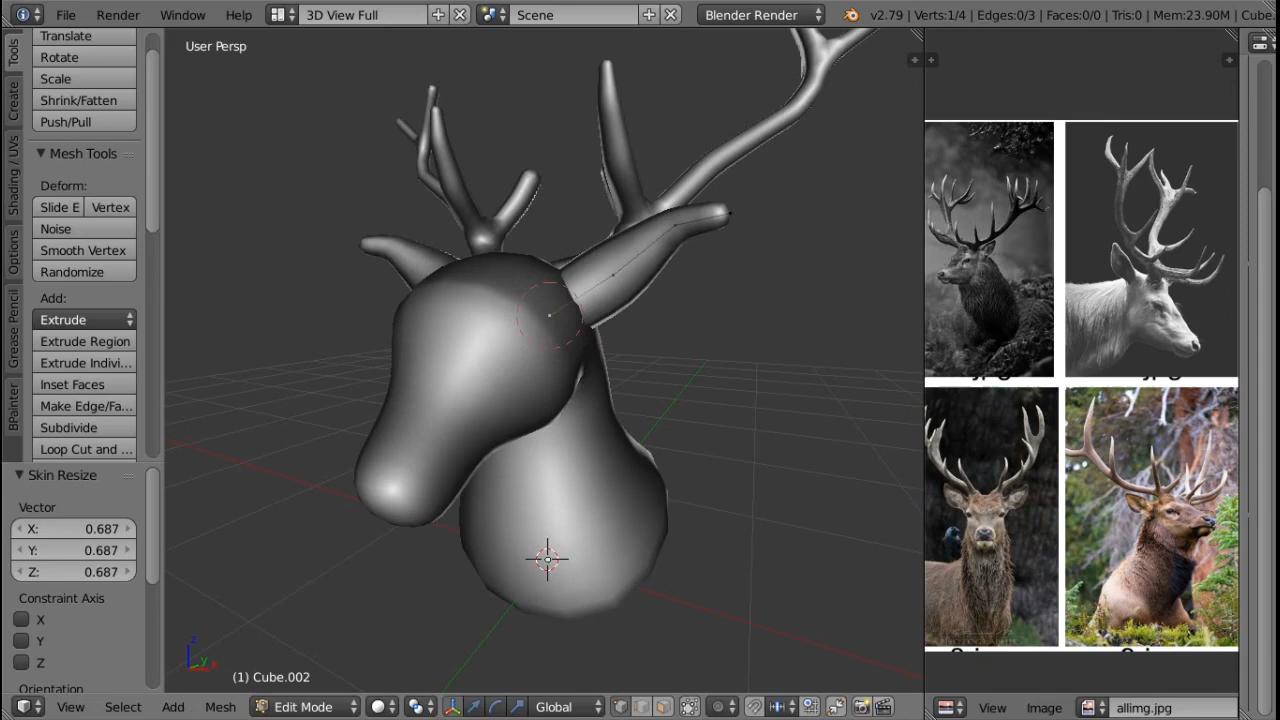 File Render Window Help 3D View Full Scene Blender Render v2.79 | Verts:1/4 | Edges:0/3 | Faces:0/0 | Tris:0 | Mem:23.90M | Cube.
User Persp
Tools
Create
Shading / UVs
Options
Grease Pencil
BPainter
Translate
Rotate
Scale
Shrink/Fatten
Push/Pull
Mesh Tools
Deform:
Slide E Vertex
Noise
Smooth Vertex
Randomize
Add:
Extrude
Extrude Region
Extrude Indivi...
Inset Faces
Make Edge/Fa...
Subdivide
Loop Cut and ...
Skin Resize
Vector
X: 0.687
Y: 0.687
Z: 0.687
Constraint Axis
X
Y
Z
Orientation
z
y
x
(1) Cube.002
View Select Add Mesh Edit Mode Global View Image allimg.jpg